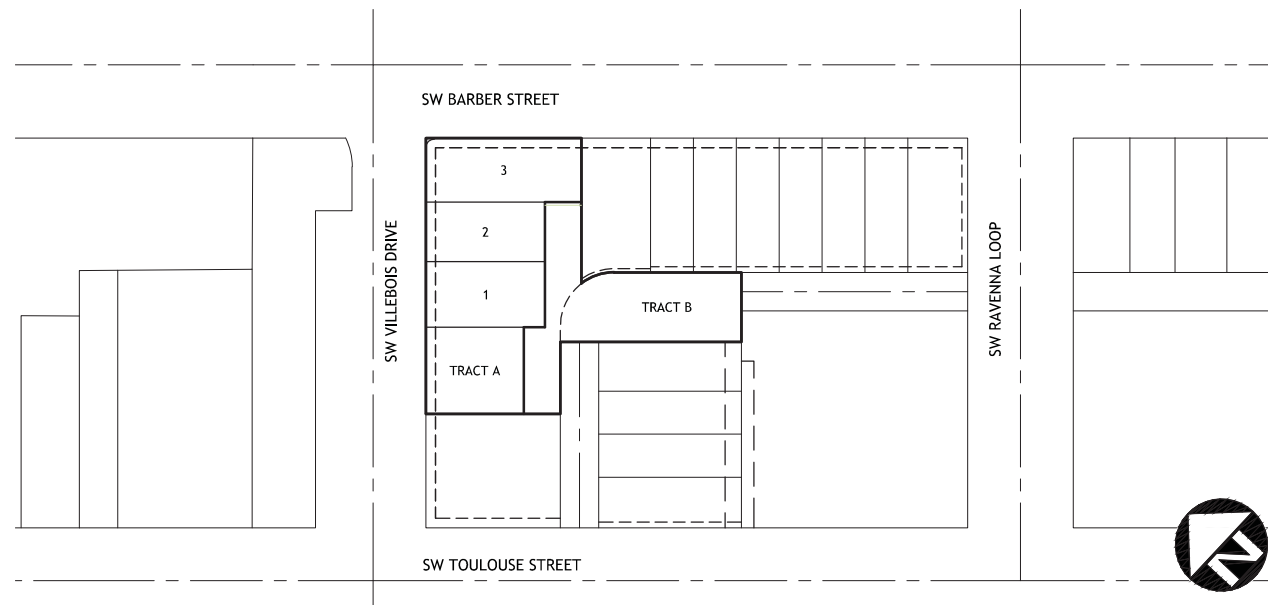 SW BARBER STREET
3
2
SW VILLEBOIS DRIVE
SW RAVENNA LOOP
1
TRACT B
TRACT A
SW TOULOUSE STREET
N